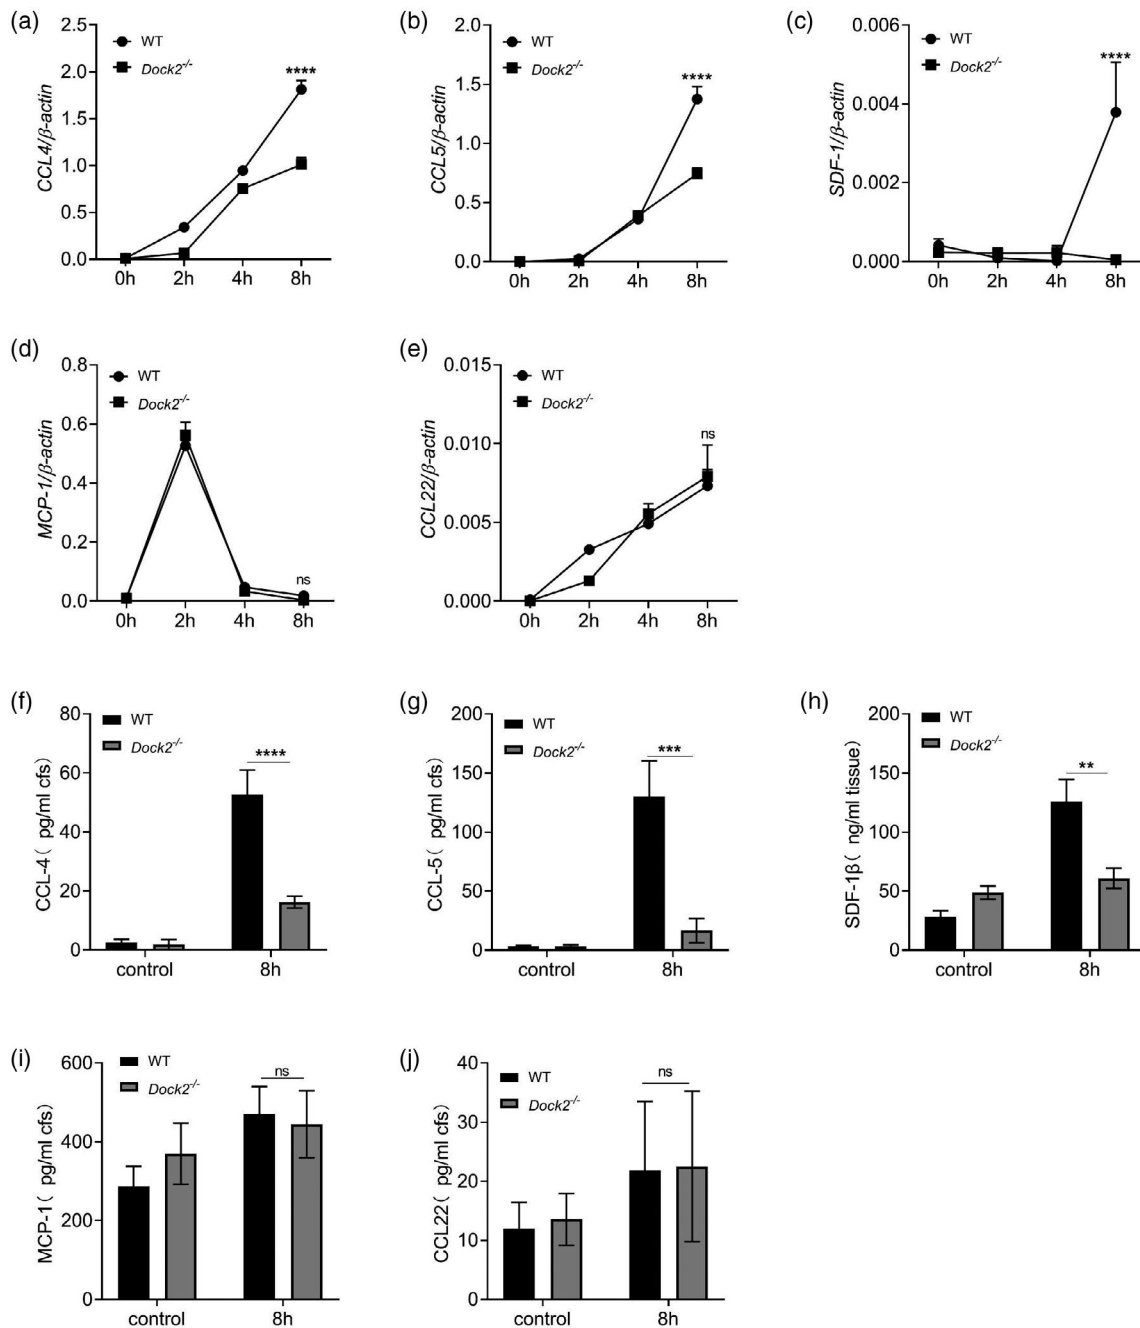 (a)
2.5
2.0
1.5
1.0
0.5
0.0
CCL4/β-actin
WT
Dock2-/-
****
0h 2h 4h 8h
(b)
2.0
1.5
1.0
0.5
0.0
CCL5/β-actin
WT
Dock2-/-
****
0h 2h 4h 8h
(c)
0.006
0.004
0.002
0.000
SDF-1/β-actin
WT
Dock2-/-
****
0h 2h 4h 8h
(d)
0.8
0.6
0.4
0.2
0.0
MCP-1/β-actin
WT
Dock2-/-
ns
0h 2h 4h 8h
(e)
0.015
0.010
0.005
0.000
CCL22/β-actin
WT
Dock2-/-
ns
0h 2h 4h 8h
(f)
80
60
40
20
0
CCL-4( pg/ml cfs)
WT
Dock2-/-
****
control 8h
(g)
200
150
100
50
0
CCL-5( pg/ml cfs)
WT
Dock2-/-
***
control 8h
(h)
200
150
100
50
0
SDF-1β( ng/ml tissue)
WT
Dock2-/-
**
control 8h
(i)
600
400
200
0
MCP-1( pg/ml cfs)
WT
Dock2-/-
ns
control 8h
(j)
40
30
20
10
0
CCL22( pg/ml cfs)
WT
Dock2-/-
ns
control 8h